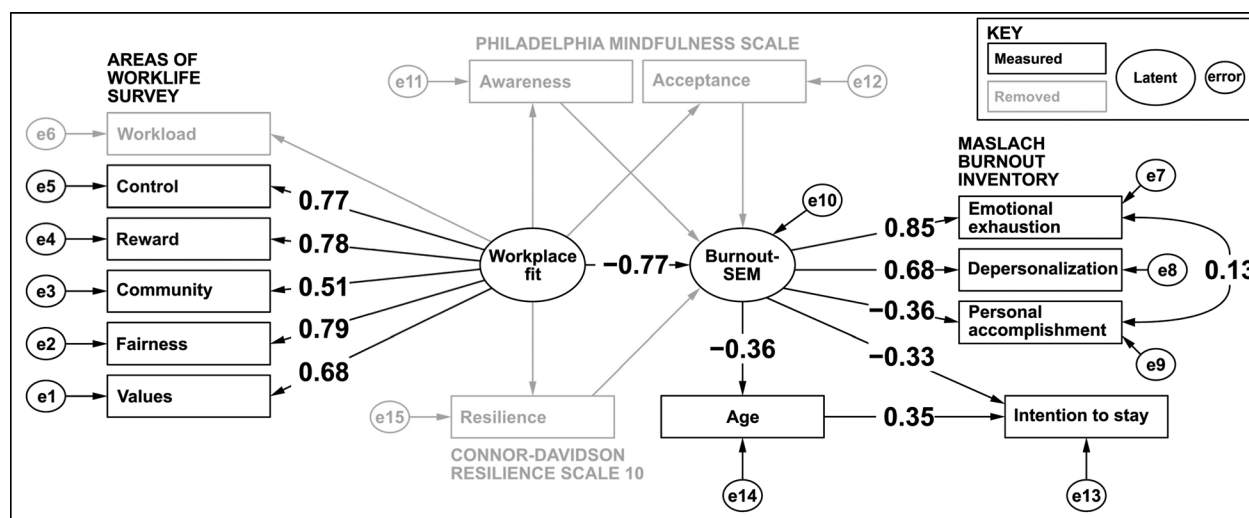 PHILADELPHIA MINDFULNESS SCALE
e11
Awareness
Acceptance
e12
KEY
Measured
Removed
Latent
error
AREAS OF
WORKLIFE
SURVEY
e6
Workload
e5
Control
0.77
e4
Reward
0.78
e3
Community
0.51
e2
Fairness
0.79
e1
Values
0.68
Workplace
fit
−0.77
Burnout-
SEM
e10
MASLACH
BURNOUT
INVENTORY
e7
0.85
Emotional
exhaustion
0.68
Depersonalization
e8
0.13
−0.36
Personal
accomplishment
e9
−0.36
−0.33
e15
Resilience
CONNOR-DAVIDSON
RESILIENCE SCALE 10
Age
0.35
Intention to stay
e14
e13